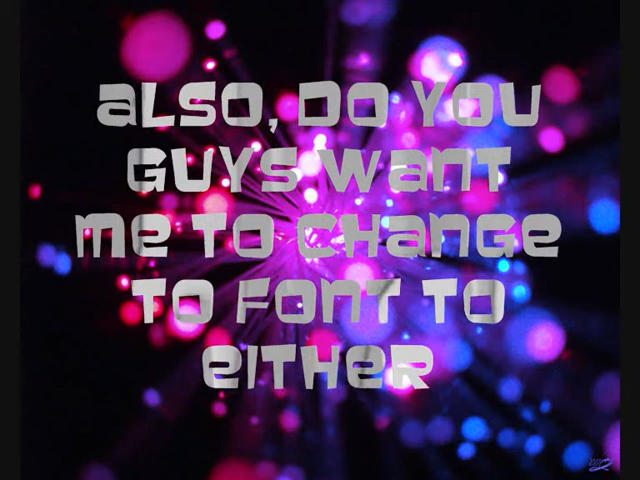 aLSO, DO YOU
GUYS WanT
me TO CHanGe
TO FOnT TO
eITHeR